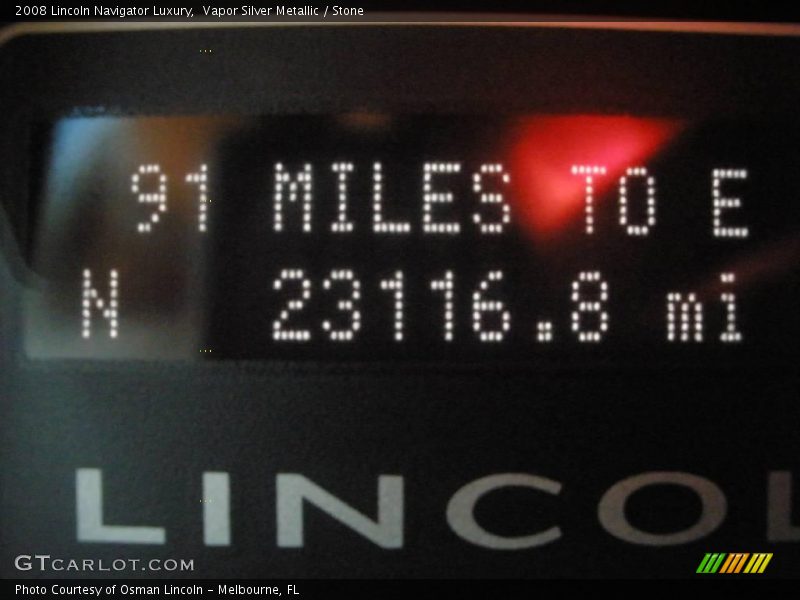 2008 Lincoln Navigator Luxury,  Vapor Silver Metallic / Stone
91 MILES TO E
N 23116.8 mi
LINCOL
GTCARLOT.COM
Photo Courtesy of Osman Lincoln - Melbourne, FL